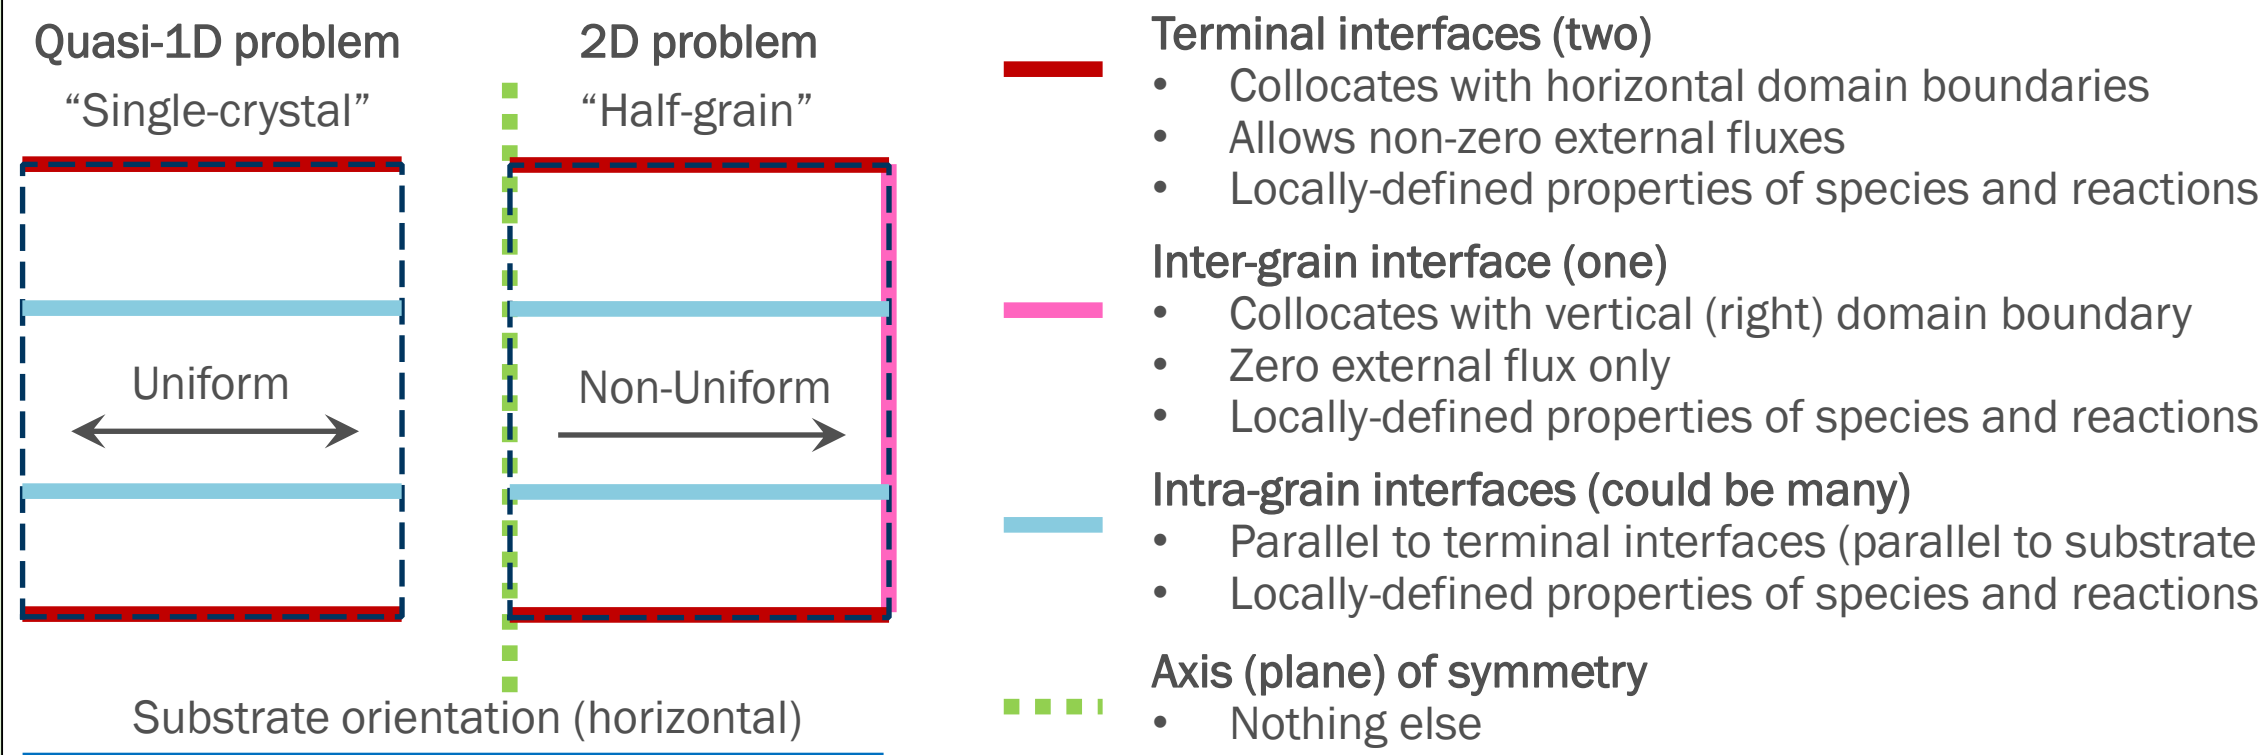 Quasi-1D problem
“Single-crystal”
Uniform
2D problem
“Half-grain”
Non-Uniform
Substrate orientation (horizontal)
Terminal interfaces (two)
• Collocates with horizontal domain boundaries
• Allows non-zero external fluxes
• Locally-defined properties of species and reactions
Inter-grain interface (one)
• Collocates with vertical (right) domain boundary
• Zero external flux only
• Locally-defined properties of species and reactions
Intra-grain interfaces (could be many)
• Parallel to terminal interfaces (parallel to substrate
• Locally-defined properties of species and reactions
Axis (plane) of symmetry
• Nothing else